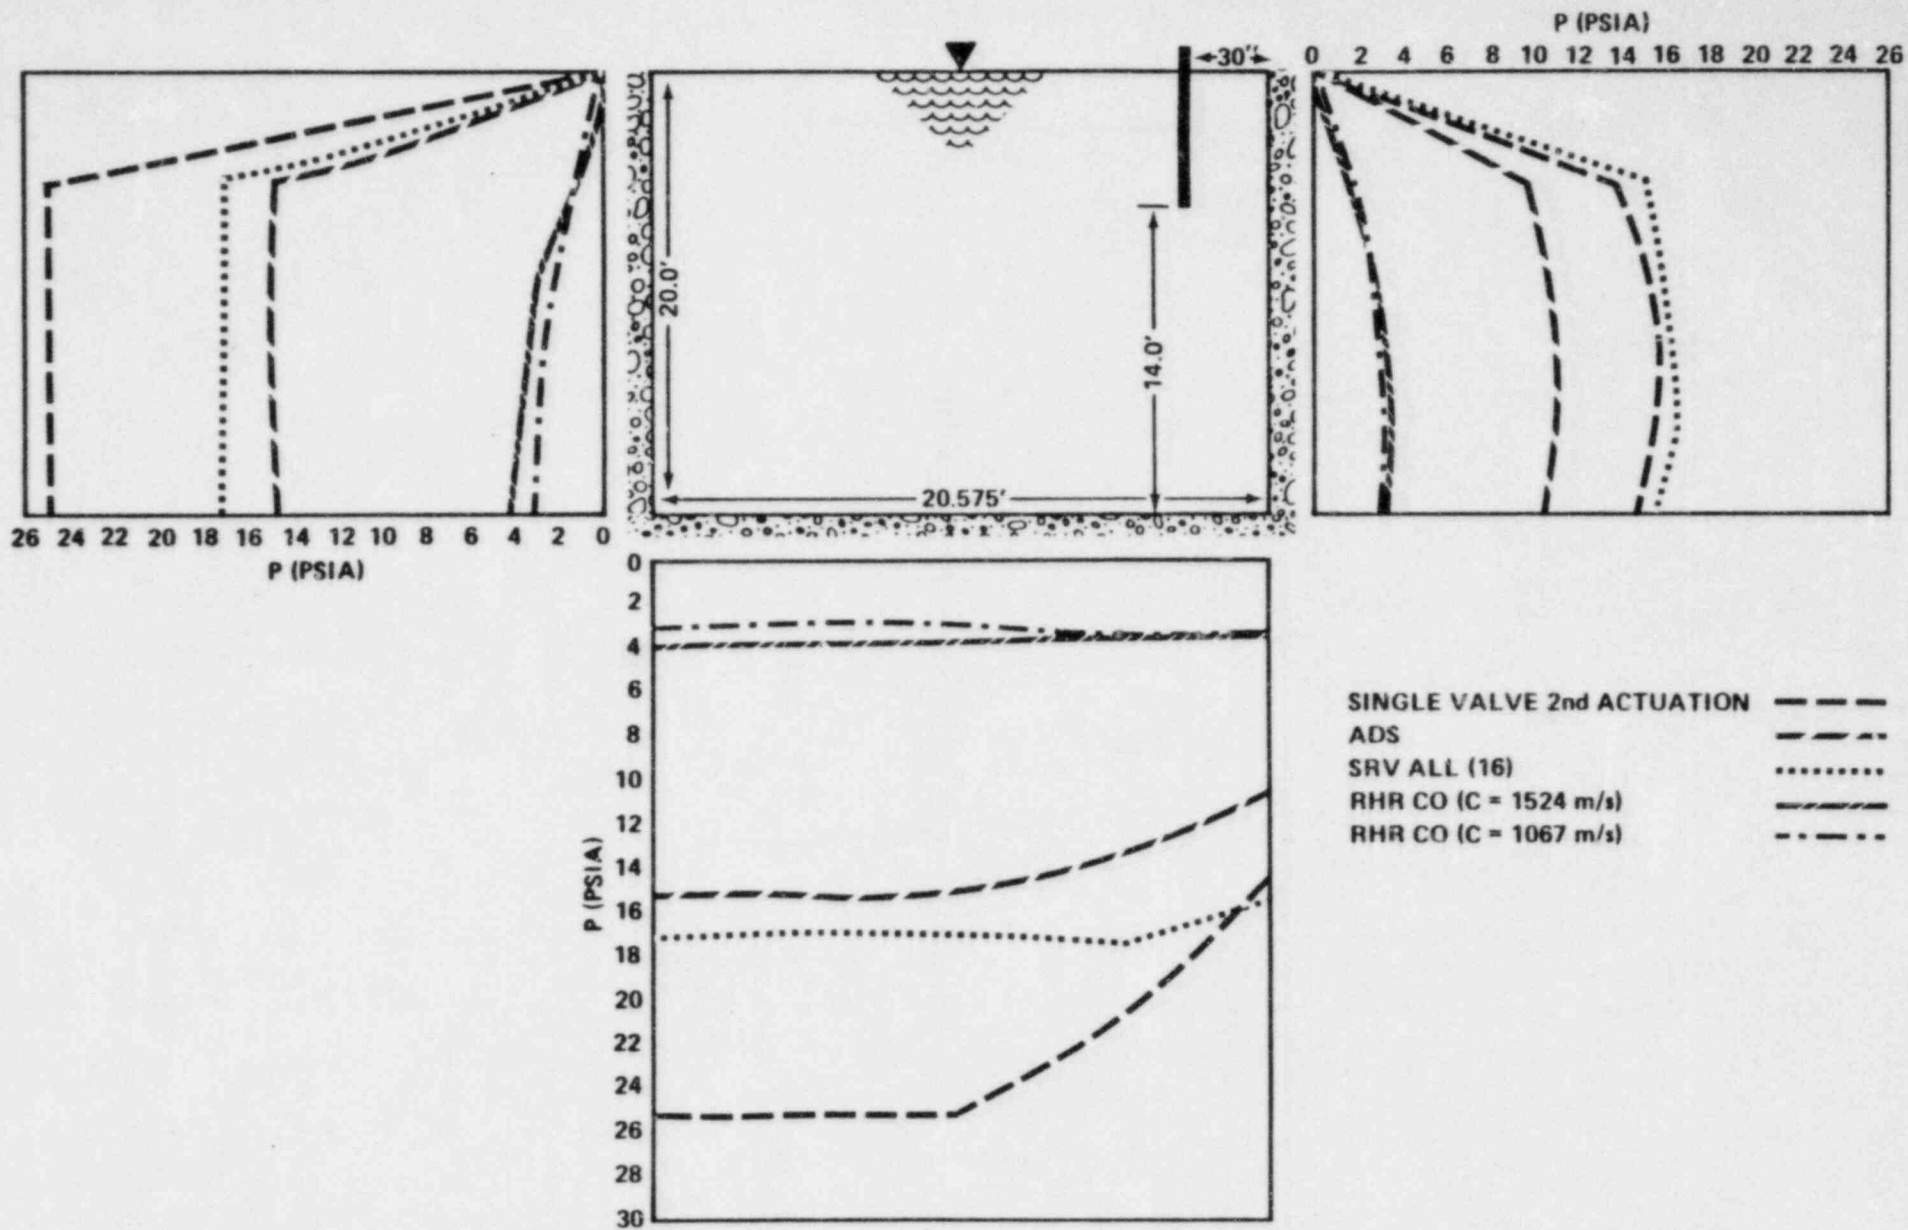 P (PSIA)
0 2 4 6 8 10 12 14 16 18 20 22 24 26
30"
20.0'
14.0'
20.575'
26 24 22 20 18 16 14 12 10 8 6 4 2 0
P (PSIA)
0
2
4
6
8
10
12
14
16
18
20
22
24
26
28
30
P (PSIA)
SINGLE VALVE 2nd ACTUATION
ADS
SRV ALL (16)
RHR CO (C = 1524 m/s)
RHR CO (C = 1067 m/s)